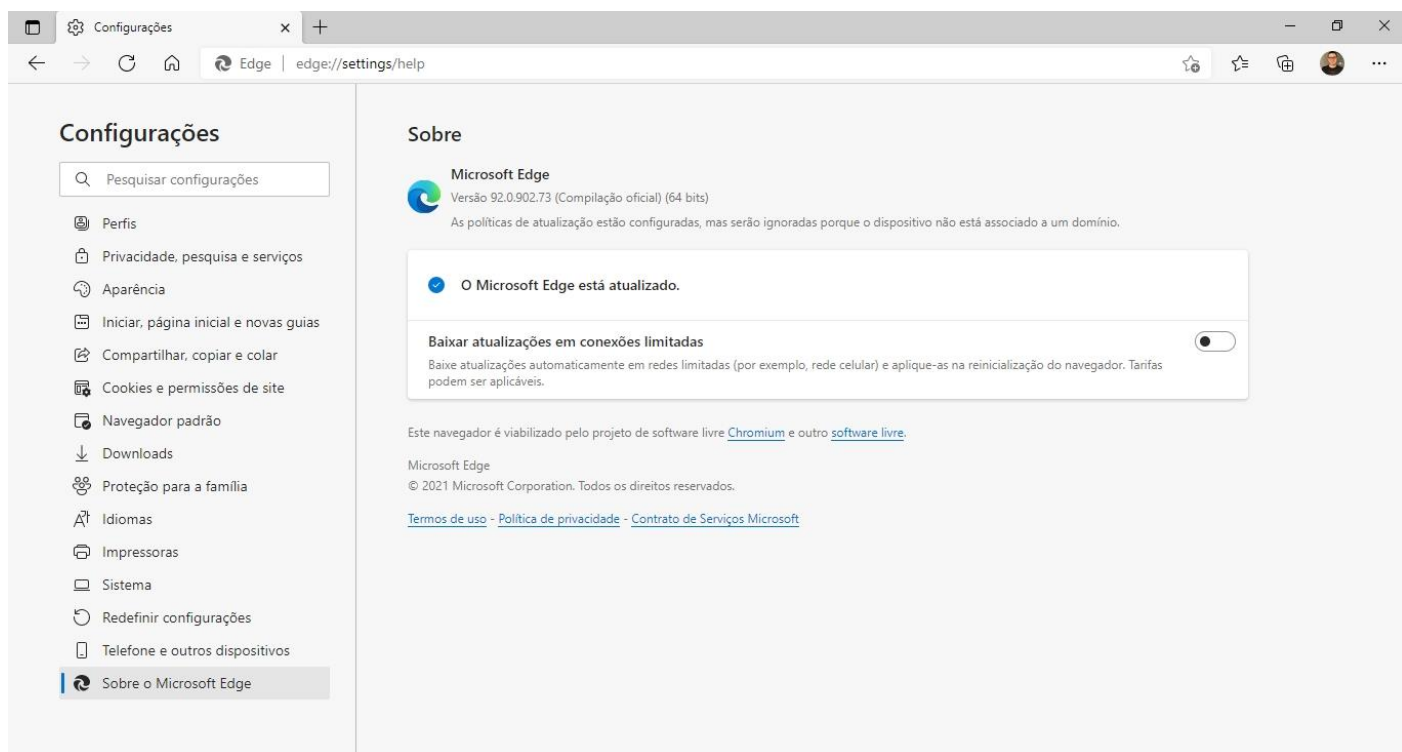 Configurações
Edge | edge://settings/help
Configurações
Pesquisar configurações
Perfis
Privacidade, pesquisa e serviços
Aparência
Iniciar, página inicial e novas guias
Compartilhar, copiar e colar
Cookies e permissões de site
Navegador padrão
Downloads
Proteção para a família
Idiomas
Impressoras
Sistema
Redefinir configurações
Telefone e outros dispositivos
Sobre o Microsoft Edge
Sobre
Microsoft Edge
Versão 92.0.902.73 (Compilação oficial) (64 bits)
As políticas de atualização estão configuradas, mas serão ignoradas porque o dispositivo não está associado a um domínio.
O Microsoft Edge está atualizado.
Baixar atualizações em conexões limitadas
Baixe atualizações automaticamente em redes limitadas (por exemplo, rede celular) e aplique-as na reinicialização do navegador. Tarifas
podem ser aplicáveis.
Este navegador é viabilizado pelo projeto de software livre Chromium e outro software livre.
Microsoft Edge
© 2021 Microsoft Corporation. Todos os direitos reservados.
Termos de uso - Política de privacidade - Contrato de Serviços Microsoft